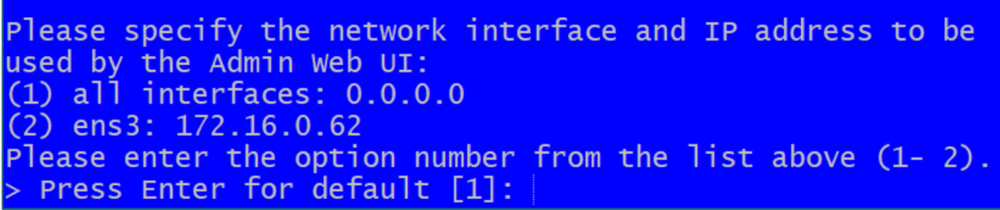 Please specify the network interface and IP address to be
used by the Admin Web UI:
(1) all interfaces: 0.0.0.0
(2) ens3: 172.16.0.62
Please enter the option number from the list above (1- 2).
> Press Enter for default [1]: